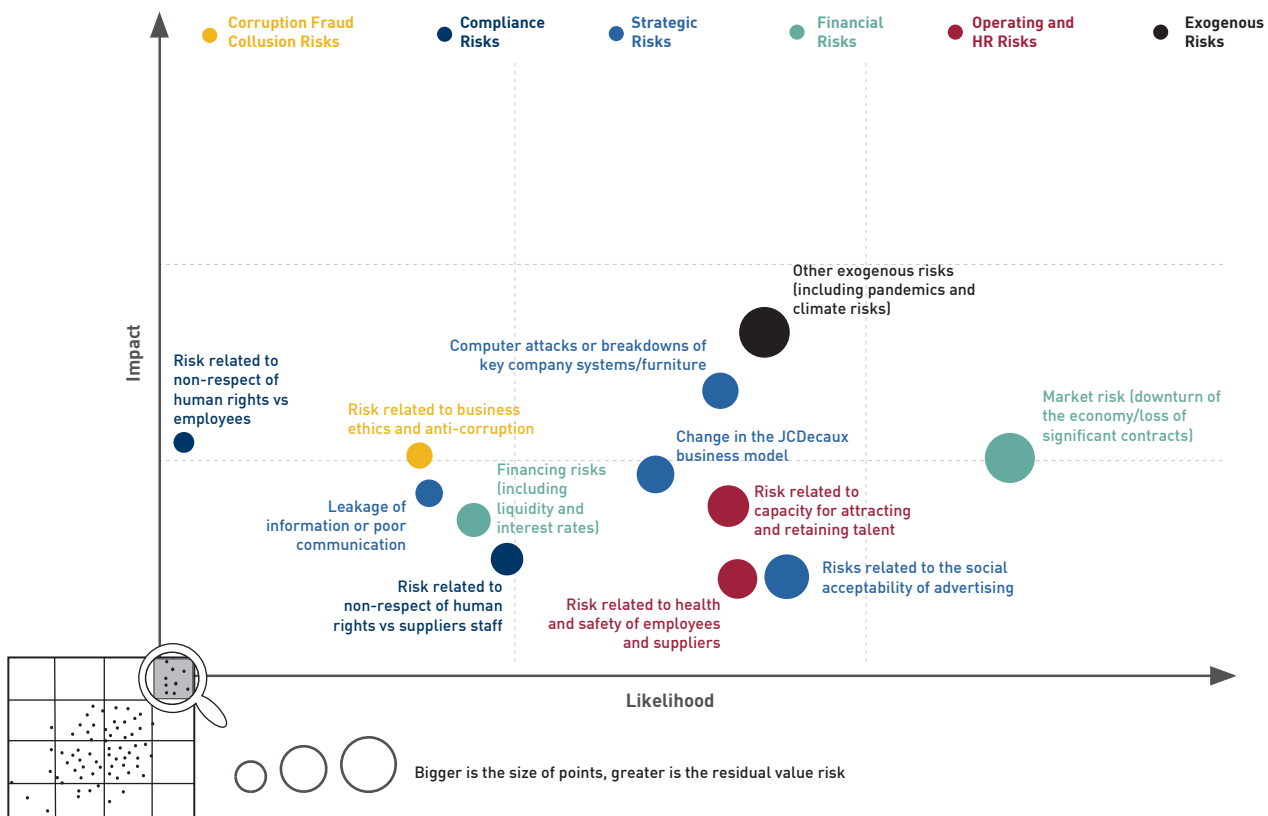 Corruption Fraud
Collusion Risks
Compliance
Risks
Strategic
Risks
Financial
Risks
Operating and
HR Risks
Exogenous
Risks
Impact
Other exogenous risks
(including pandemics and
climate risks)
Computer attacks or breakdowns of
key company systems/furniture
Risk related to
non-respect of
human rights vs
employees
Risk related to business
ethics and anti-corruption
Market risk (downturn of
the economy/loss of
significant contracts)
Change in the JCDecaux
business model
Financing risks
(including
liquidity and
interest rates)
Leakage of
information or poor
communication
Risk related to
capacity for attracting
and retaining talent
Risk related to
non-respect of human
rights vs suppliers staff
Risks related to the social
acceptability of advertising
Risk related to health
and safety of employees
and suppliers
Likelihood
Bigger is the size of points, greater is the residual value risk